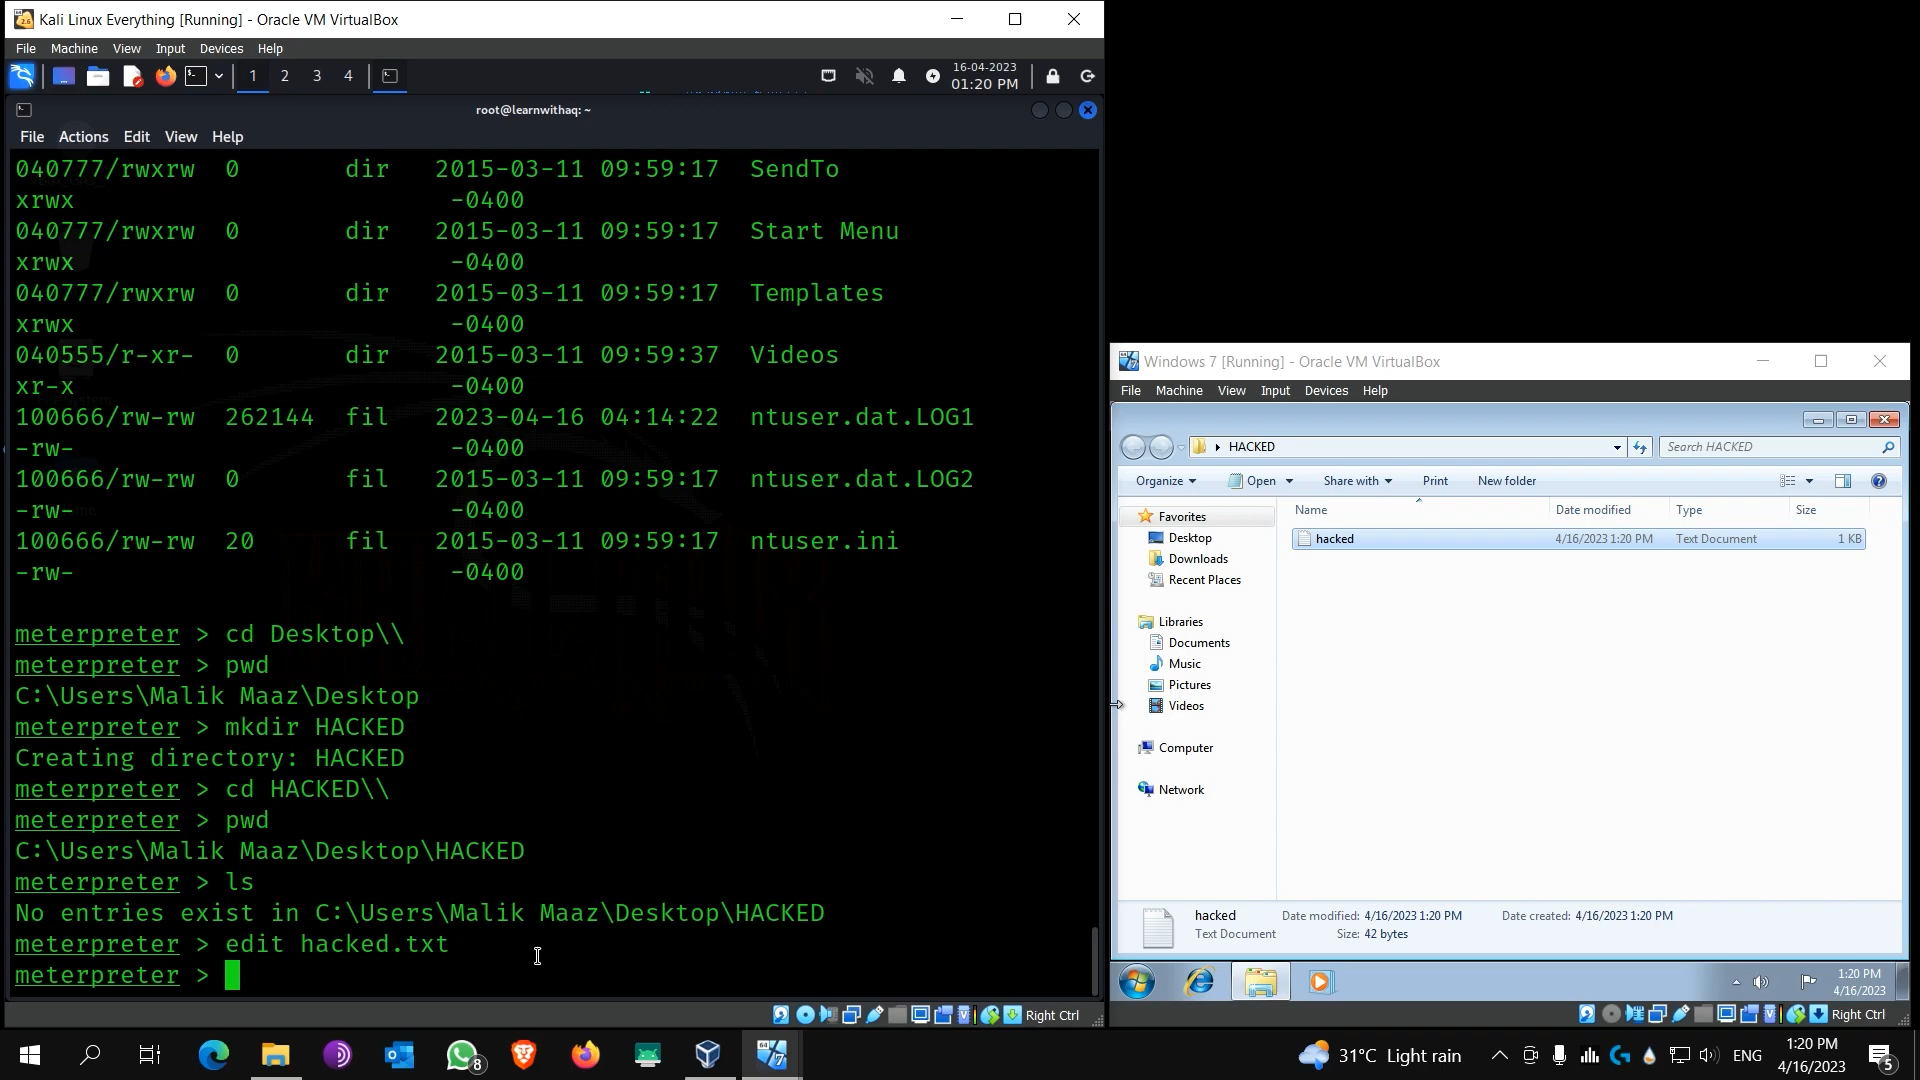 Kali Linux Everything [Running] - Oracle VM VirtualBox
File Machine View Input Devices Help
1 2 3 4
16-04-2023
01:20 PM
root@learnwithaq: ~
File Actions Edit View Help
040777/rwxrw 0 dir 2015-03-11 09:59:17 SendTo
xrwx -0400
040777/rwxrw 0 dir 2015-03-11 09:59:17 Start Menu
xrwx -0400
040777/rwxrw 0 dir 2015-03-11 09:59:17 Templates
xrwx -0400
040555/r-xr- 0 dir 2015-03-11 09:59:37 Videos
xr-x -0400
100666/rw-rw 262144 fil 2023-04-16 04:14:22 ntuser.dat.LOG1
-rw- -0400
100666/rw-rw 0 fil 2015-03-11 09:59:17 ntuser.dat.LOG2
-rw- -0400
100666/rw-rw 20 fil 2015-03-11 09:59:17 ntuser.ini
-rw- -0400
meterpreter > cd Desktop\\
meterpreter > pwd
C:\Users\Malik Maaz\Desktop
meterpreter > mkdir HACKED
Creating directory: HACKED
meterpreter > cd HACKED\\
meterpreter > pwd
C:\Users\Malik Maaz\Desktop\HACKED
meterpreter > ls
No entries exist in C:\Users\Malik Maaz\Desktop\HACKED
meterpreter > edit hacked.txt
meterpreter >
Right Ctrl
Windows 7 [Running] - Oracle VM VirtualBox
File Machine View Input Devices Help
HACKED
Search HACKED
Organize Open Share with Print New folder
Name Date modified Type Size
hacked 4/16/2023 1:20 PM Text Document 1 KB
Favorites
Desktop
Downloads
Recent Places
Libraries
Documents
Music
Pictures
Videos
Computer
Network
hacked Date modified: 4/16/2023 1:20 PM Date created: 4/16/2023 1:20 PM
Text Document Size: 42 bytes
1:20 PM
4/16/2023
Right Ctrl
8
31°C Light rain
ENG
1:20 PM
4/16/2023
5